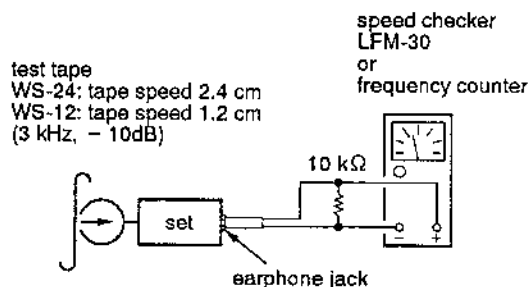 speed checker
LFM-30
or
frequency counter
test tape
WS-24: tape speed 2.4 cm
WS-12: tape speed 1.2 cm
(3 kHz, – 10dB)
10 kΩ
set
– +
earphone jack